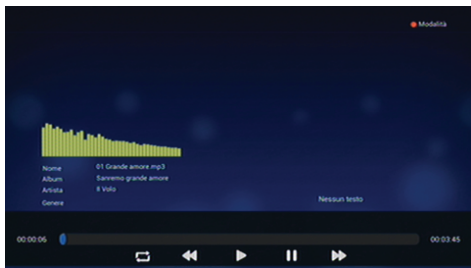 Modalità
Nome 01 Grande amore.mp3
Album Sanremo grande amore
Artista Il Volo
Genere
Nessun testo
00:00:06 00:03:45